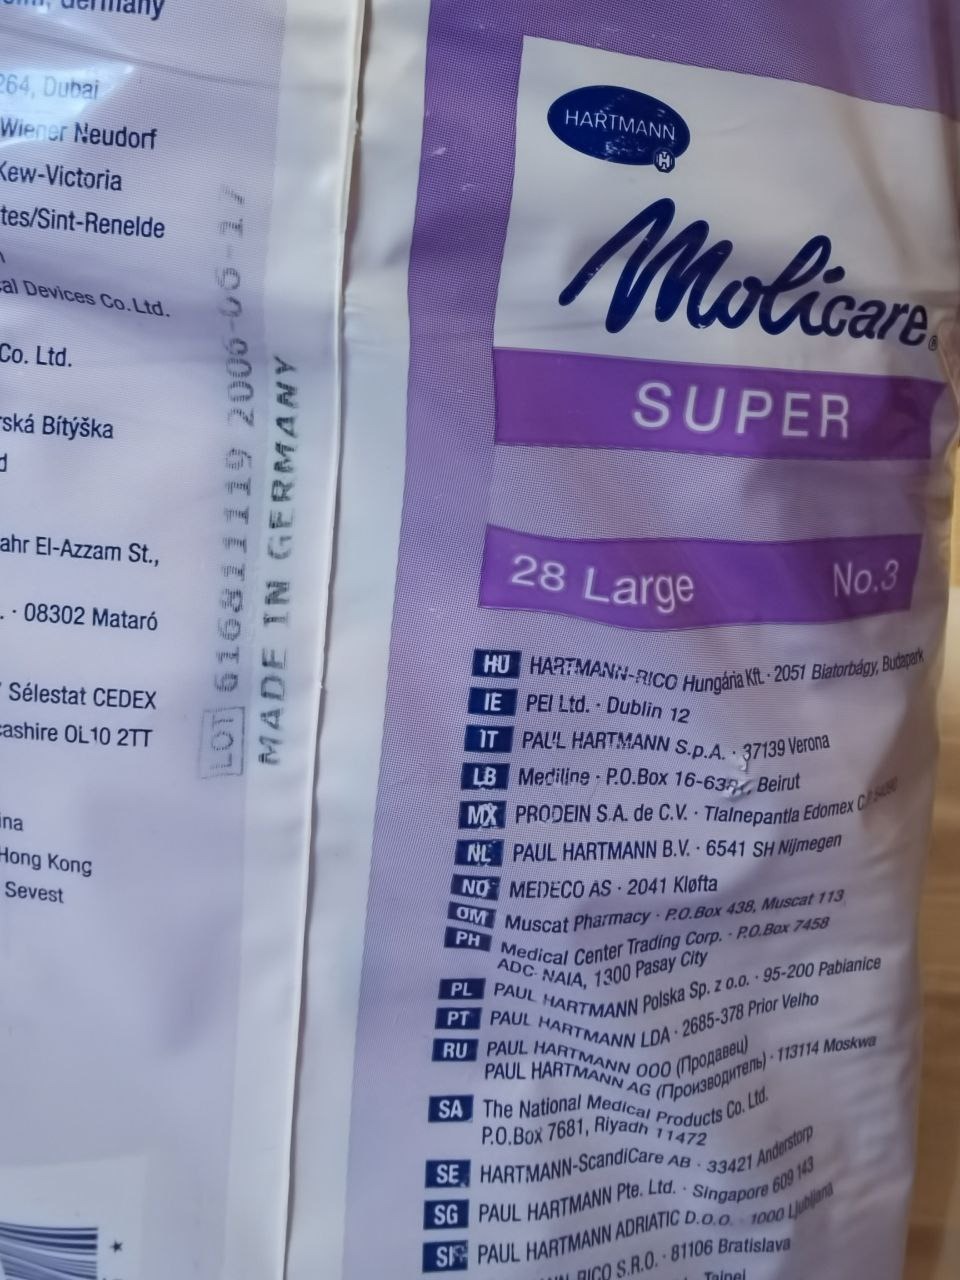 Germany
264, Dubai
Wiener Neudorf
Kew-Victoria
tes/Sint-Renelde
al Devices Co. Ltd.
Co. Ltd.
rská Bítýška
d
ahr El-Azzam St.,
. · 08302 Mataró
Sélestat CEDEX
cashire OL10 2TT
ina
Hong Kong
Sevest
LOT 616811119 2006-06-17
MADE IN GERMANY
HARTMANN
Molicare®
SUPER
28 Large No.3
HU HARTMANN-RICO Hungária Kft. · 2051 Biatorbágy, Budapark
IE PEI Ltd. · Dublin 12
IT PAUL HARTMANN S.p.A. · 37139 Verona
LB Mediline · P.O.Box Beirut
MX PRODEIN S.A. de C.V. · Tlalnepantla Edomex
NL PAUL HARTMANN B.V. · 6541 SH Nijmegen
NO MEDECO AS · 2041 Kløfta
OM Muscat Pharmacy · P.O.Box 438, Muscat 113
PH Medical Center Trading Corp. · P.O.Box 7458
ADC- NAIA, 1300 Pasay City
PL PAUL HARTMANN Polska Sp. z o.o. · 95-200 Pabianice
PT PAUL HARTMANN LDA · 2685-378 Prior Velho
RU PAUL HARTMANN OOO (Продавец)
PAUL HARTMANN AG (Производитель) · 113114 Moskwa
SA The National Medical Products Co. Ltd.
P.O.Box 7681, Riyadh 11472
SE HARTMANN-ScandiCare AB · 33421 Anderstorp
SG PAUL HARTMANN Pte. Ltd. · Singapore 609 143
SI PAUL HARTMANN ADRIATIC D.O.O. · 1000 Ljubljana
RICO S.R.O. · 81106 Bratislava
Taipei